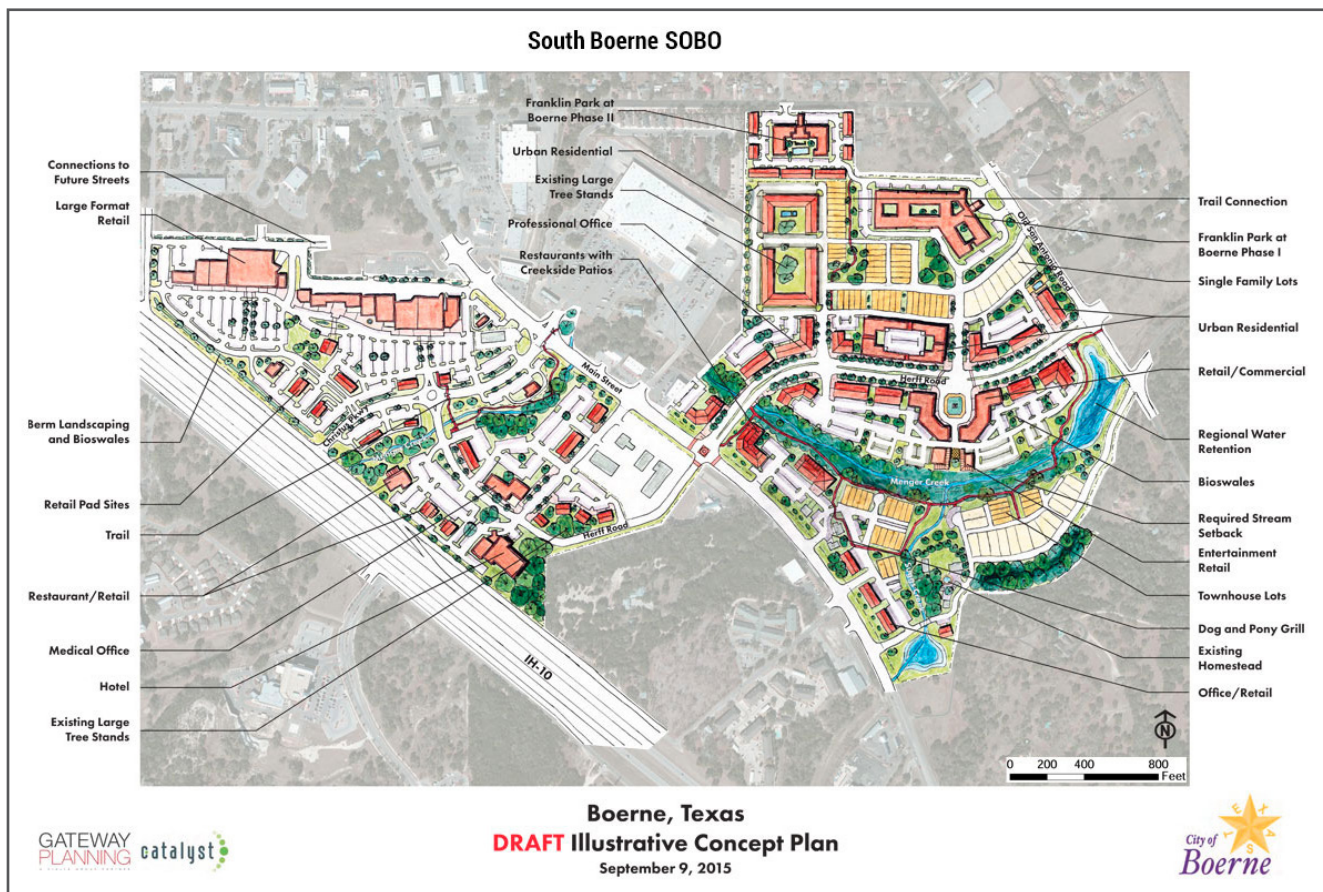 South Boerne SOBO
Franklin Park at
Boerne Phase II
Urban Residential
Existing Large
Tree Stands
Professional Office
Restaurants with
Creekside Patios
Connections to
Future Streets
Large Format
Retail
Berm Landscaping
and Bioswales
Retail Pad Sites
Trail
Restaurant/Retail
Medical Office
Hotel
Existing Large
Tree Stands
Trail Connection
Franklin Park at
Boerne Phase I
Single Family Lots
Urban Residential
Retail/Commercial
Regional Water
Retention
Bioswales
Required Stream
Setback
Entertainment
Retail
Townhouse Lots
Dog and Pony Grill
Existing
Homestead
Office/Retail
Old San Antonio Road
Main Street
Herff Road
Christus Pkwy
Menger Creek
Herff Road
IH-10
N
0 200 400 800
Feet
Boerne, Texas
DRAFT Illustrative Concept Plan
September 9, 2015
GATEWAY
PLANNING
catalyst
TEXAS
City of
Boerne